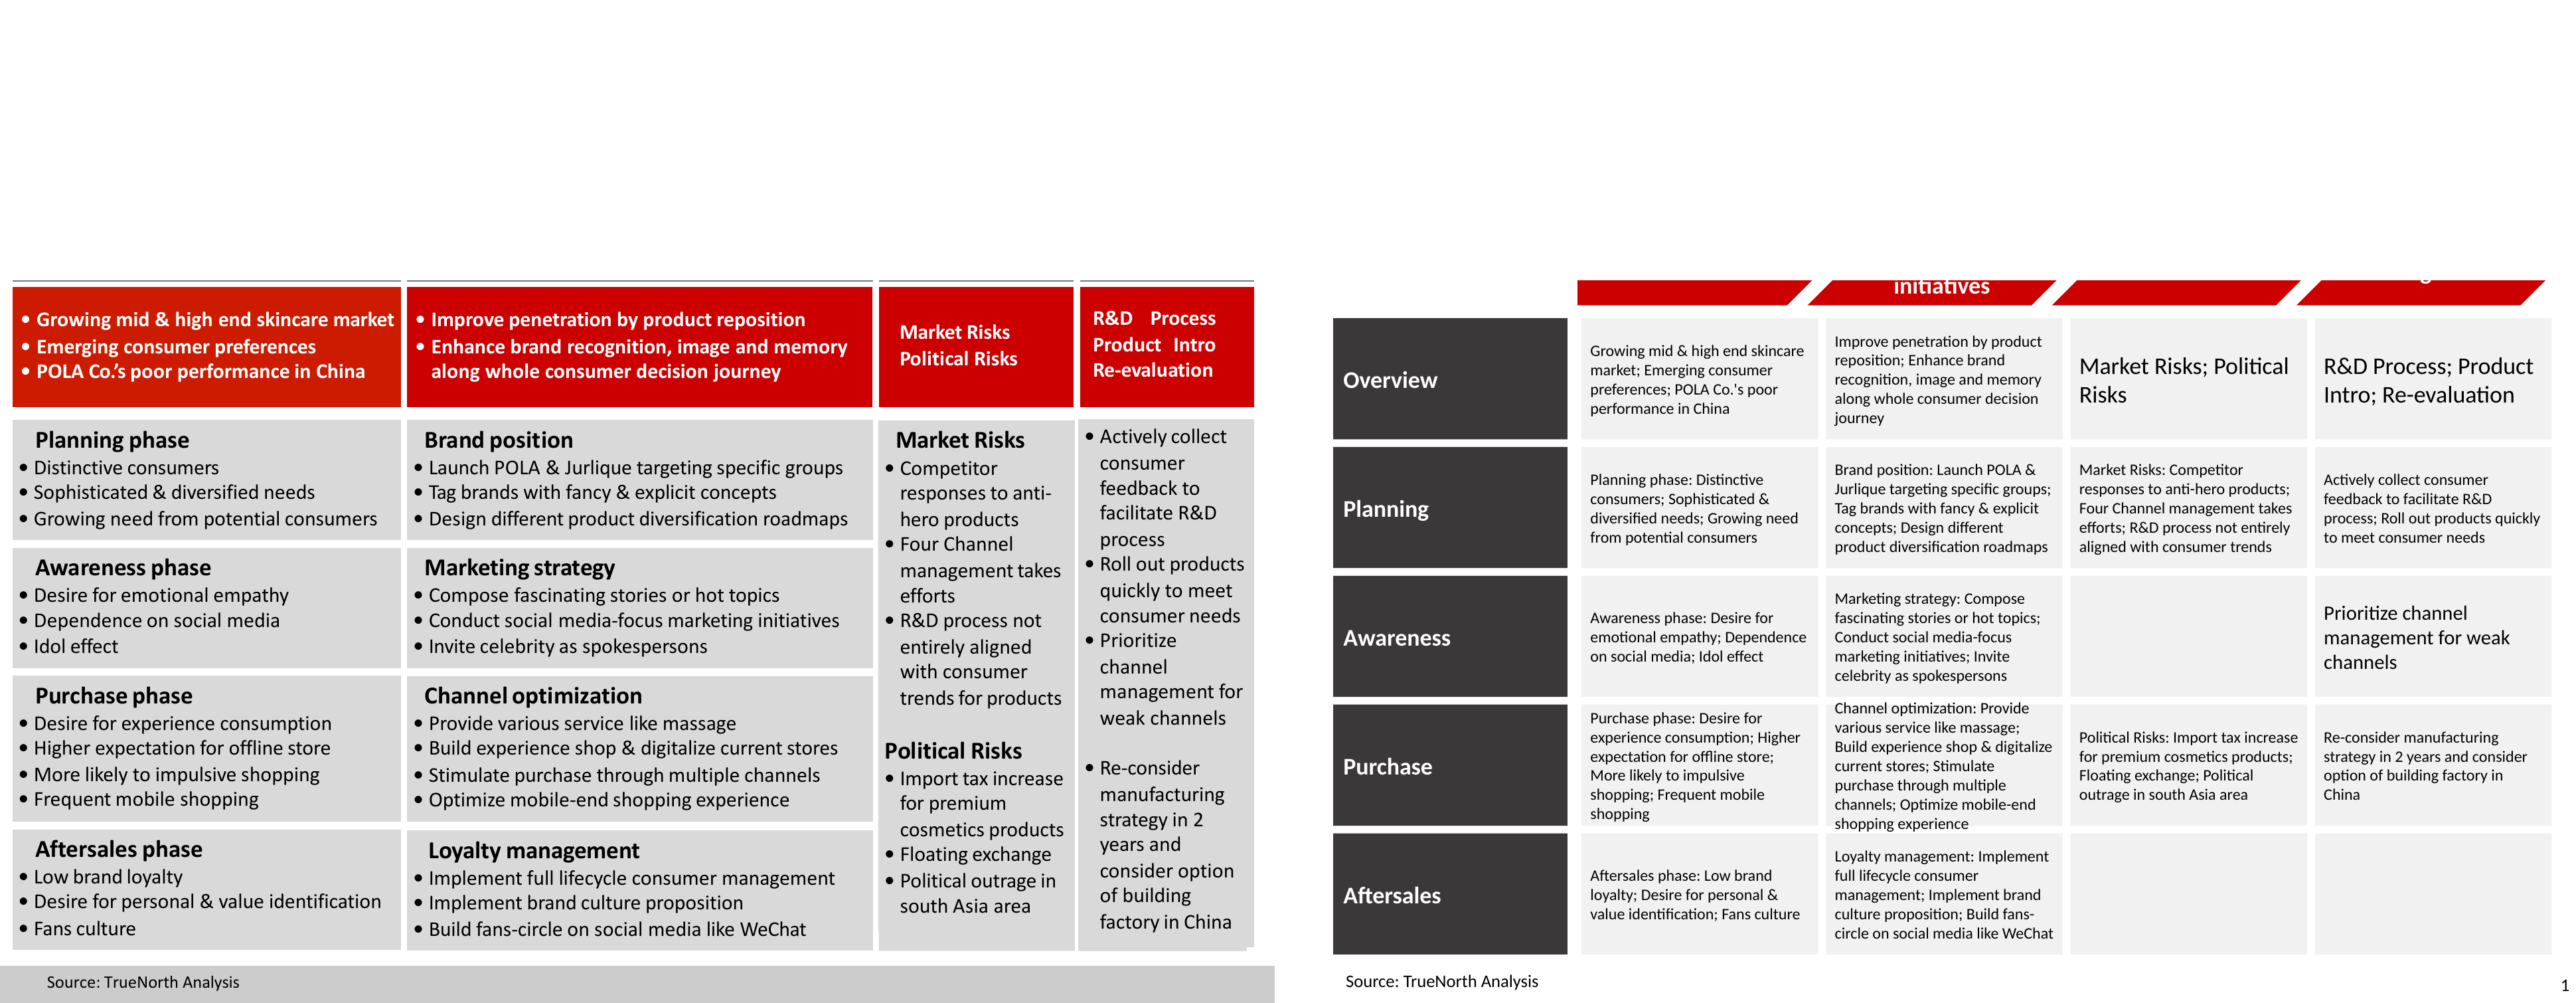 • Growing mid & high end skincare market
• Emerging consumer preferences
• POLA Co.'s poor performance in China
• Improve penetration by product reposition
• Enhance brand recognition, image and memory
along whole consumer decision journey
Market Risks
Political Risks
R&D Process
Product Intro
Re-evaluation
Planning phase
• Distinctive consumers
• Sophisticated & diversified needs
• Growing need from potential consumers
Brand position
• Launch POLA & Jurlique targeting specific groups
• Tag brands with fancy & explicit concepts
• Design different product diversification roadmaps
Awareness phase
• Desire for emotional empathy
• Dependence on social media
• Idol effect
Marketing strategy
• Compose fascinating stories or hot topics
• Conduct social media-focus marketing initiatives
• Invite celebrity as spokespersons
Purchase phase
• Desire for experience consumption
• Higher expectation for offline store
• More likely to impulsive shopping
• Frequent mobile shopping
Channel optimization
• Provide various service like massage
• Build experience shop & digitalize current stores
• Stimulate purchase through multiple channels
• Optimize mobile-end shopping experience
Aftersales phase
• Low brand loyalty
• Desire for personal & value identification
• Fans culture
Loyalty management
• Implement full lifecycle consumer management
• Implement brand culture proposition
• Build fans-circle on social media like WeChat
Market Risks
• Competitor
responses to anti-
hero products
• Four Channel
management takes
efforts
• R&D process not
entirely aligned
with consumer
trends for products
Political Risks
• Import tax increase
for premium
cosmetics products
• Floating exchange
• Political outrage in
south Asia area
• Actively collect
consumer
feedback to
facilitate R&D
process
• Roll out products
quickly to meet
consumer needs
• Prioritize
channel
management for
weak channels
• Re-consider
manufacturing
strategy in 2
years and
consider option
of building
factory in China
Source: TrueNorth Analysis
initiatives
Overview
Growing mid & high end skincare
market; Emerging consumer
preferences; POLA Co.'s poor
performance in China
Improve penetration by product
reposition; Enhance brand
recognition, image and memory
along whole consumer decision
journey
Market Risks; Political
Risks
R&D Process; Product
Intro; Re-evaluation
Planning
Planning phase: Distinctive
consumers; Sophisticated &
diversified needs; Growing need
from potential consumers
Brand position: Launch POLA &
Jurlique targeting specific groups;
Tag brands with fancy & explicit
concepts; Design different
product diversification roadmaps
Market Risks: Competitor
responses to anti-hero products;
Four Channel management takes
efforts; R&D process not entirely
aligned with consumer trends
Actively collect consumer
feedback to facilitate R&D
process; Roll out products quickly
to meet consumer needs
Awareness
Awareness phase: Desire for
emotional empathy; Dependence
on social media; Idol effect
Marketing strategy: Compose
fascinating stories or hot topics;
Conduct social media-focus
marketing initiatives; Invite
celebrity as spokespersons
Prioritize channel
management for weak
channels
Purchase
Purchase phase: Desire for
experience consumption; Higher
expectation for offline store;
More likely to impulsive
shopping; Frequent mobile
shopping
Channel optimization: Provide
various service like massage;
Build experience shop & digitalize
current stores; Stimulate
purchase through multiple
channels; Optimize mobile-end
shopping experience
Political Risks: Import tax increase
for premium cosmetics products;
Floating exchange; Political
outrage in south Asia area
Re-consider manufacturing
strategy in 2 years and consider
option of building factory in
China
Aftersales
Aftersales phase: Low brand
loyalty; Desire for personal &
value identification; Fans culture
Loyalty management: Implement
full lifecycle consumer
management; Implement brand
culture proposition; Build fans-
circle on social media like WeChat
Source: TrueNorth Analysis
1